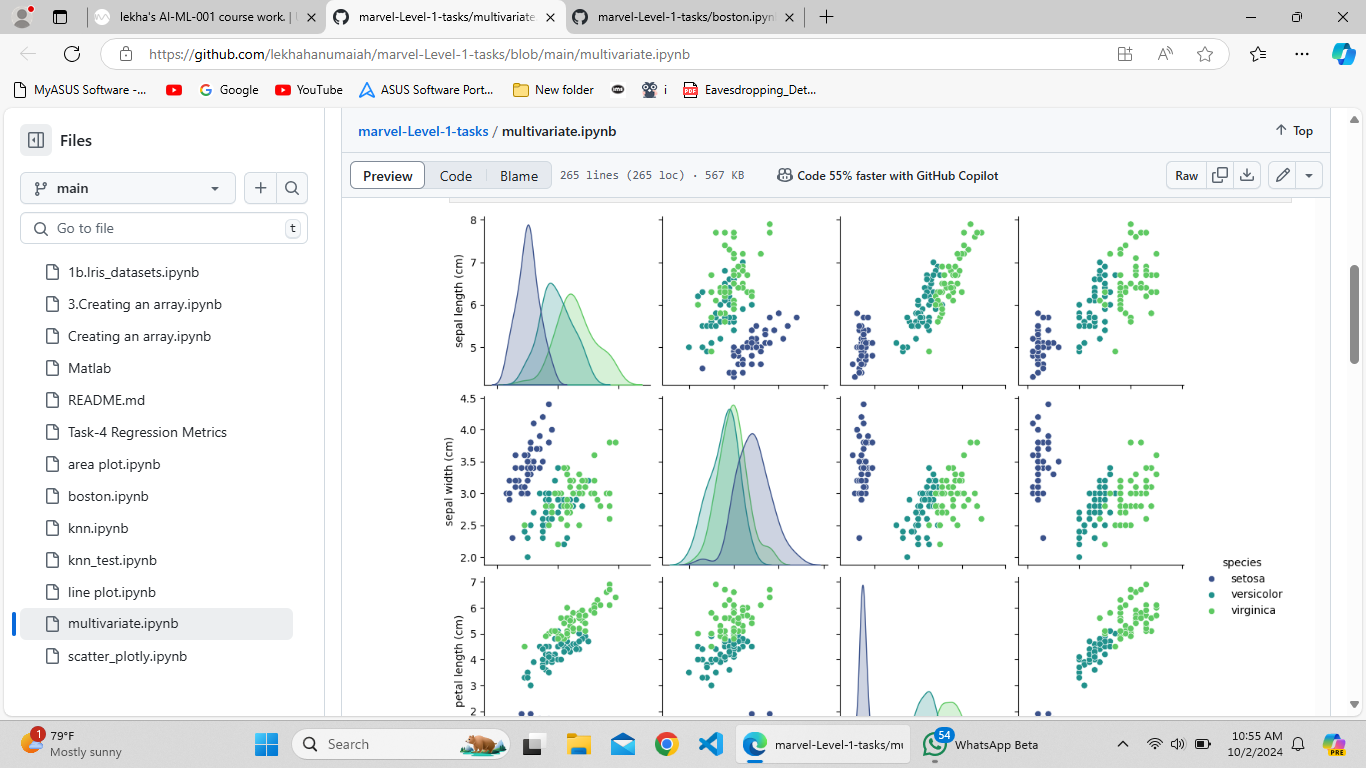 lekha's AI-ML-001 course work. | 
marvel-Level-1-tasks/multivariate.
marvel-Level-1-tasks/boston.ipyn
https://github.com/lekhahanumaiah/marvel-Level-1-tasks/blob/main/multivariate.ipynb
MyASUS Software -...
Google
YouTube
ASUS Software Port...
New folder
i
Eavesdropping_Det...
Files
main
Go to file
t
1b.Iris_datasets.ipynb
3.Creating an array.ipynb
Creating an array.ipynb
Matlab
README.md
Task-4 Regression Metrics
area plot.ipynb
boston.ipynb
knn.ipynb
knn_test.ipynb
line plot.ipynb
multivariate.ipynb
scatter_plotly.ipynb
marvel-Level-1-tasks / multivariate.ipynb
Top
Preview Code Blame 265 lines (265 loc) · 567 KB Code 55% faster with GitHub Copilot Raw
8
7
6
5
sepal length (cm)
4.5
4.0
3.5
3.0
2.5
2.0
sepal width (cm)
7
6
5
4
3
2
petal length (cm)
species
setosa
versicolor
virginica
1
79°F
Mostly sunny
Search
PRE
marvel-Level-1-tasks/mu
54
WhatsApp Beta
10:55 AM
10/2/2024